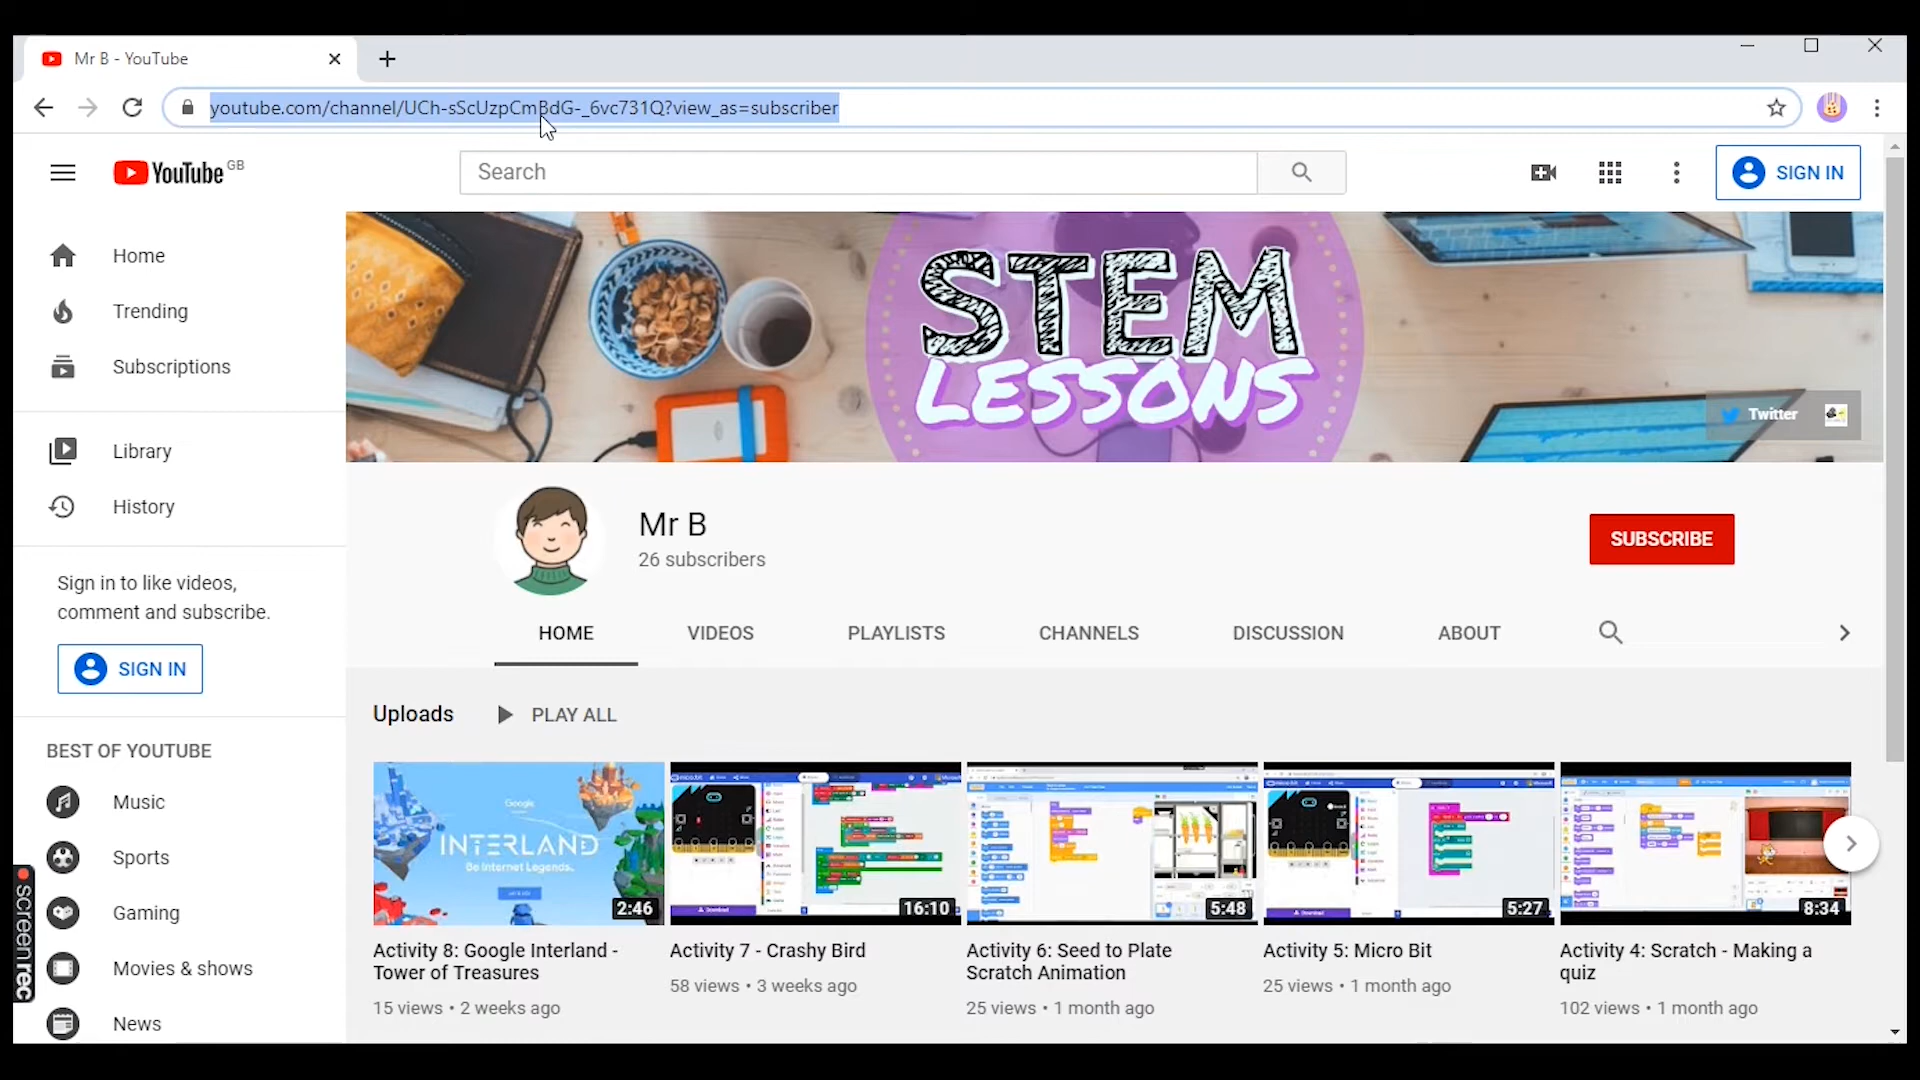 Mr B - YouTube
youtube.com/channel/UCh-sScUzpCmBdG-_6vc731Q?view_as=subscriber
YouTube GB
Search
SIGN IN
Home
Trending
Subscriptions
Library
History
Sign in to like videos,
comment and subscribe.
SIGN IN
BEST OF YOUTUBE
Music
Sports
Gaming
Movies & shows
News
screenrec
STEM
LESSONS
Twitter
Mr B
26 subscribers
SUBSCRIBE
HOME VIDEOS PLAYLISTS CHANNELS DISCUSSION ABOUT
Uploads PLAY ALL
Google
INTERLAND
Be Internet Legends.
2:46
16:10
5:48
5:27
8:34
Activity 8: Google Interland -
Tower of Treasures
15 views • 2 weeks ago
Activity 7 - Crashy Bird
58 views • 3 weeks ago
Activity 6: Seed to Plate
Scratch Animation
25 views • 1 month ago
Activity 5: Micro Bit
25 views • 1 month ago
Activity 4: Scratch - Making a
quiz
102 views • 1 month ago